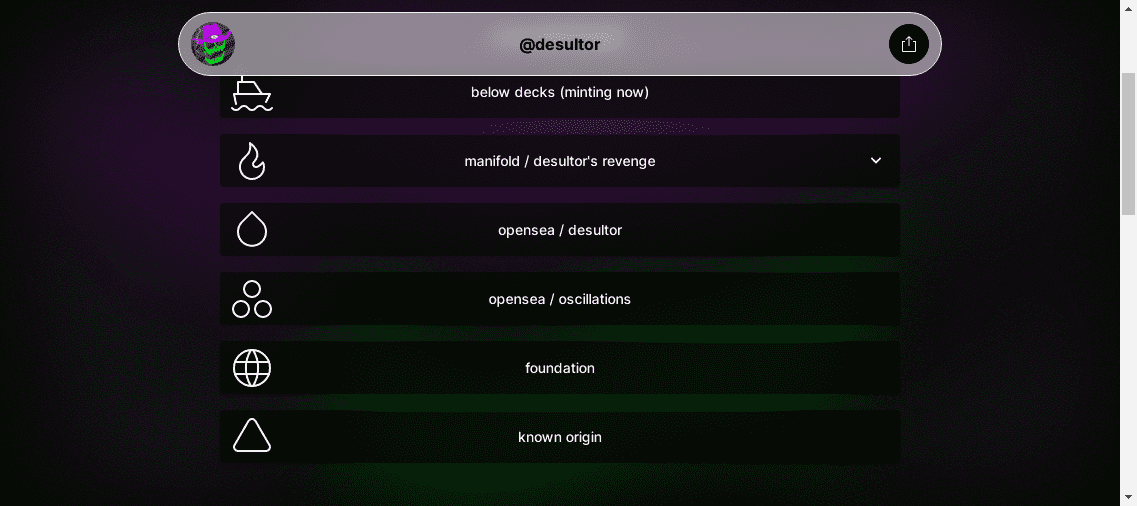 @desultor
below decks (minting now)
manifold / desultor's revenge
opensea / desultor
opensea / oscillations
foundation
known origin